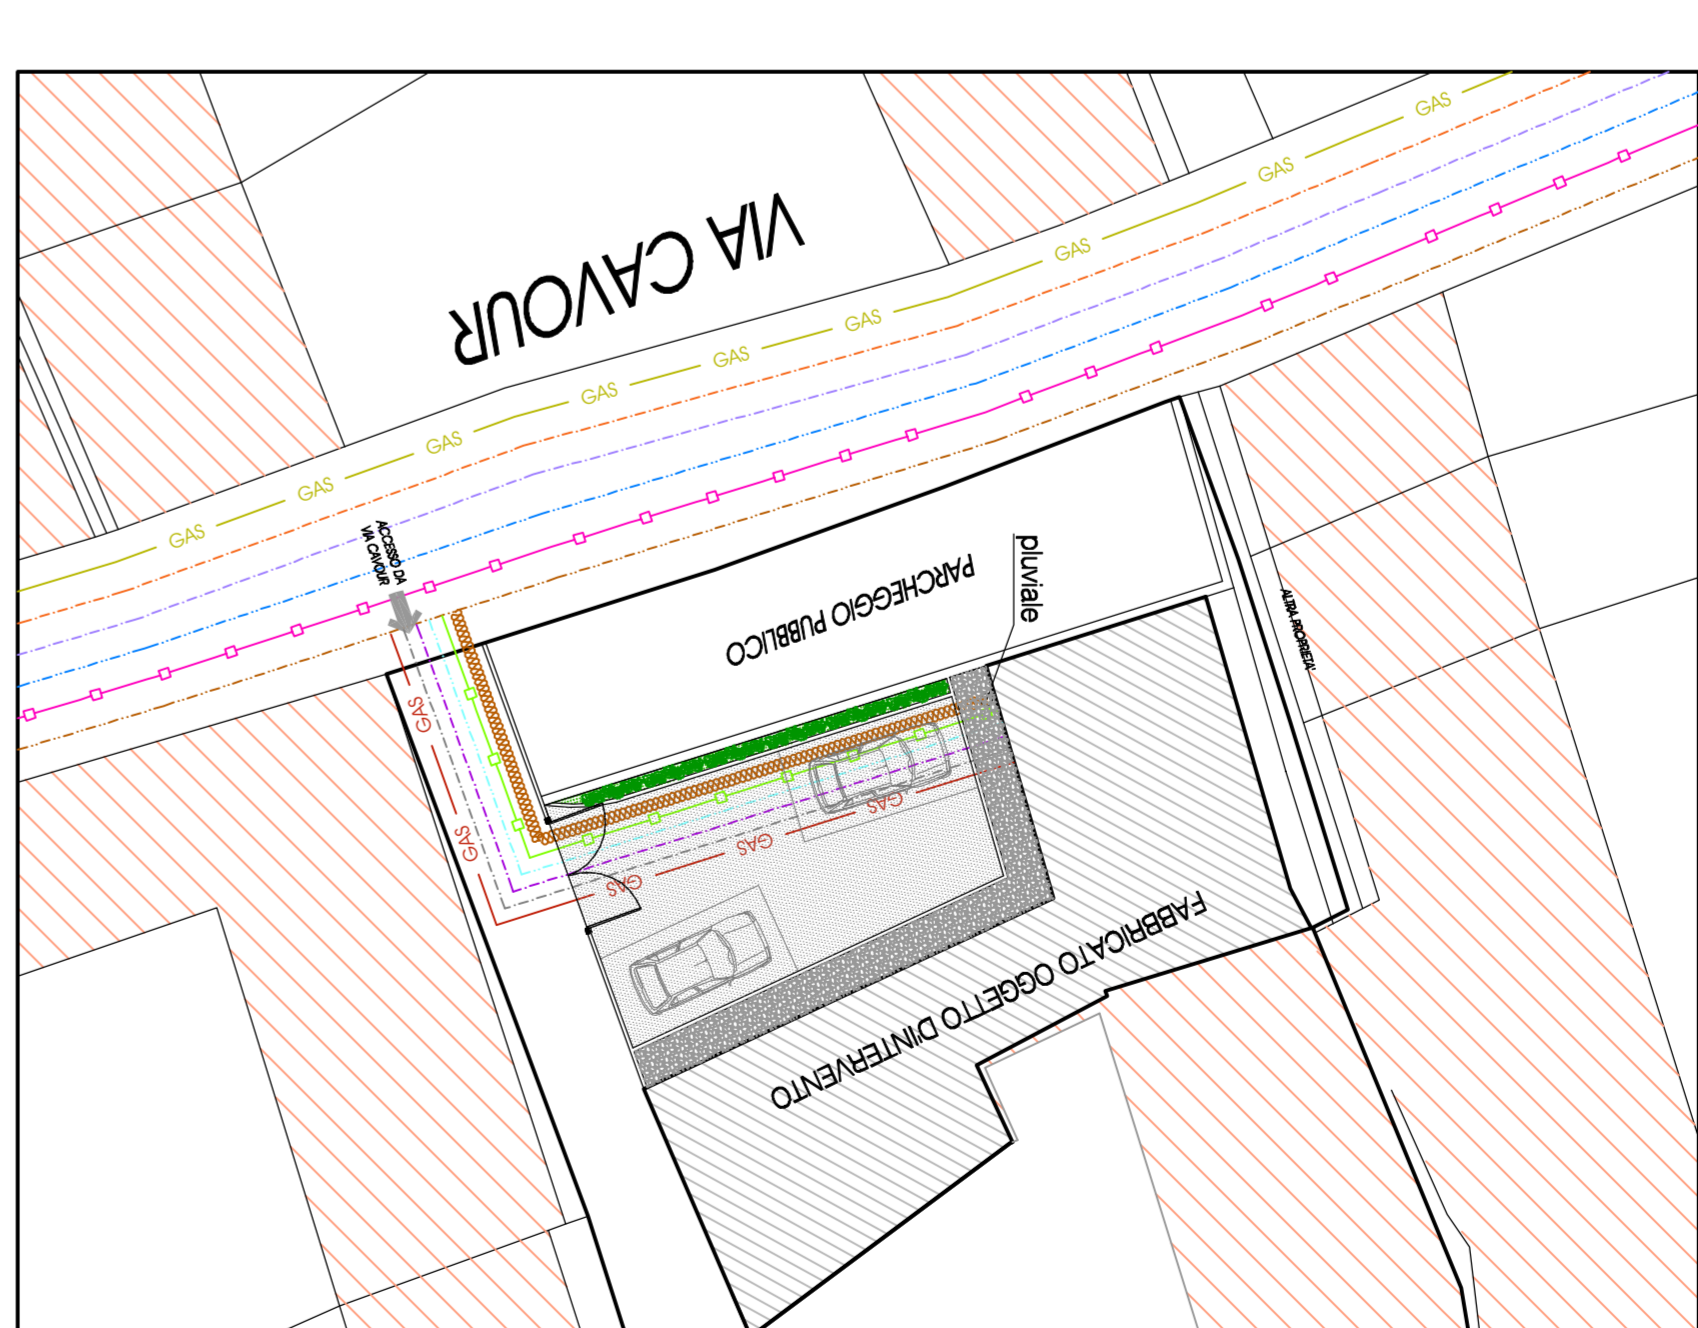 VIA CAVOUR
GAS
GAS
GAS
GAS
GAS
GAS
GAS
GAS
GAS
GAS
ACCESSO DA
VIA CAVOUR
PARCHEGGIO PUBBLICO
pluviale
ALTRA PROPRIETA'
GAS
GAS
GAS
GAS
GAS
FABBRICATO OGGETTO D'INTERVENTO